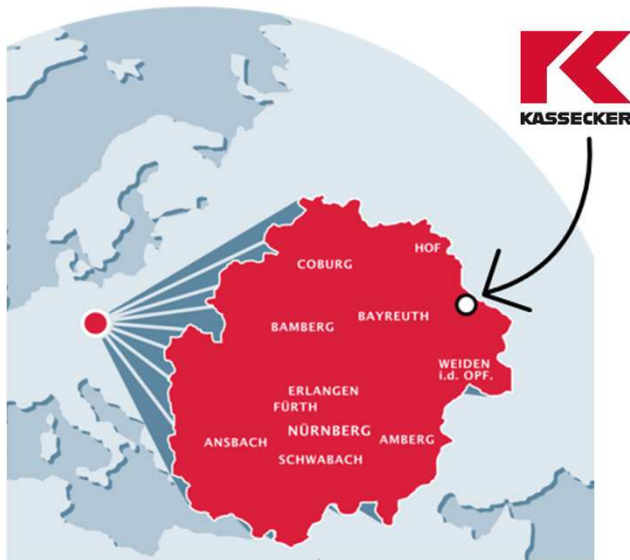 KASSECKER
HOF
COBURG
BAYREUTH
BAMBERG
WEIDEN
i.d. OPF.
ERLANGEN
FÜRTH
NÜRNBERG
ANSBACH
AMBERG
SCHWABACH